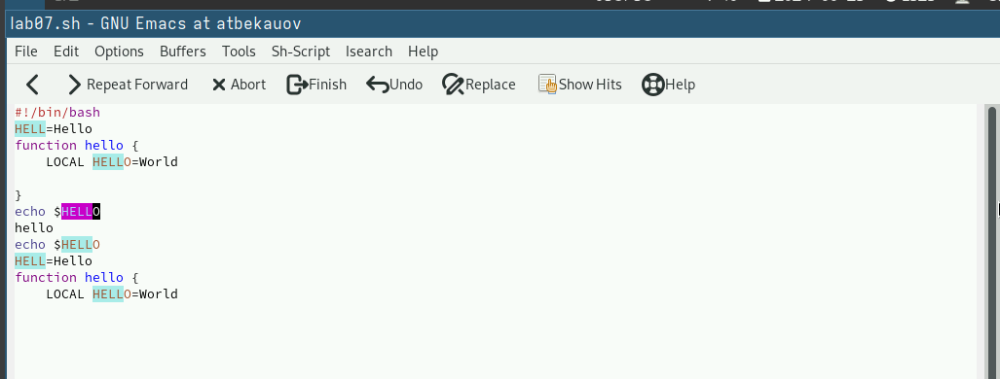 lab07.sh - GNU Emacs at atbekauov
File Edit Options Buffers Tools Sh-Script Isearch Help
Repeat Forward Abort Finish Undo Replace Show Hits Help
#!/bin/bash
HELL=Hello
function hello {
    LOCAL HELLO=World
}
echo $HELLO
hello
echo $HELLO
HELL=Hello
function hello {
    LOCAL HELLO=World